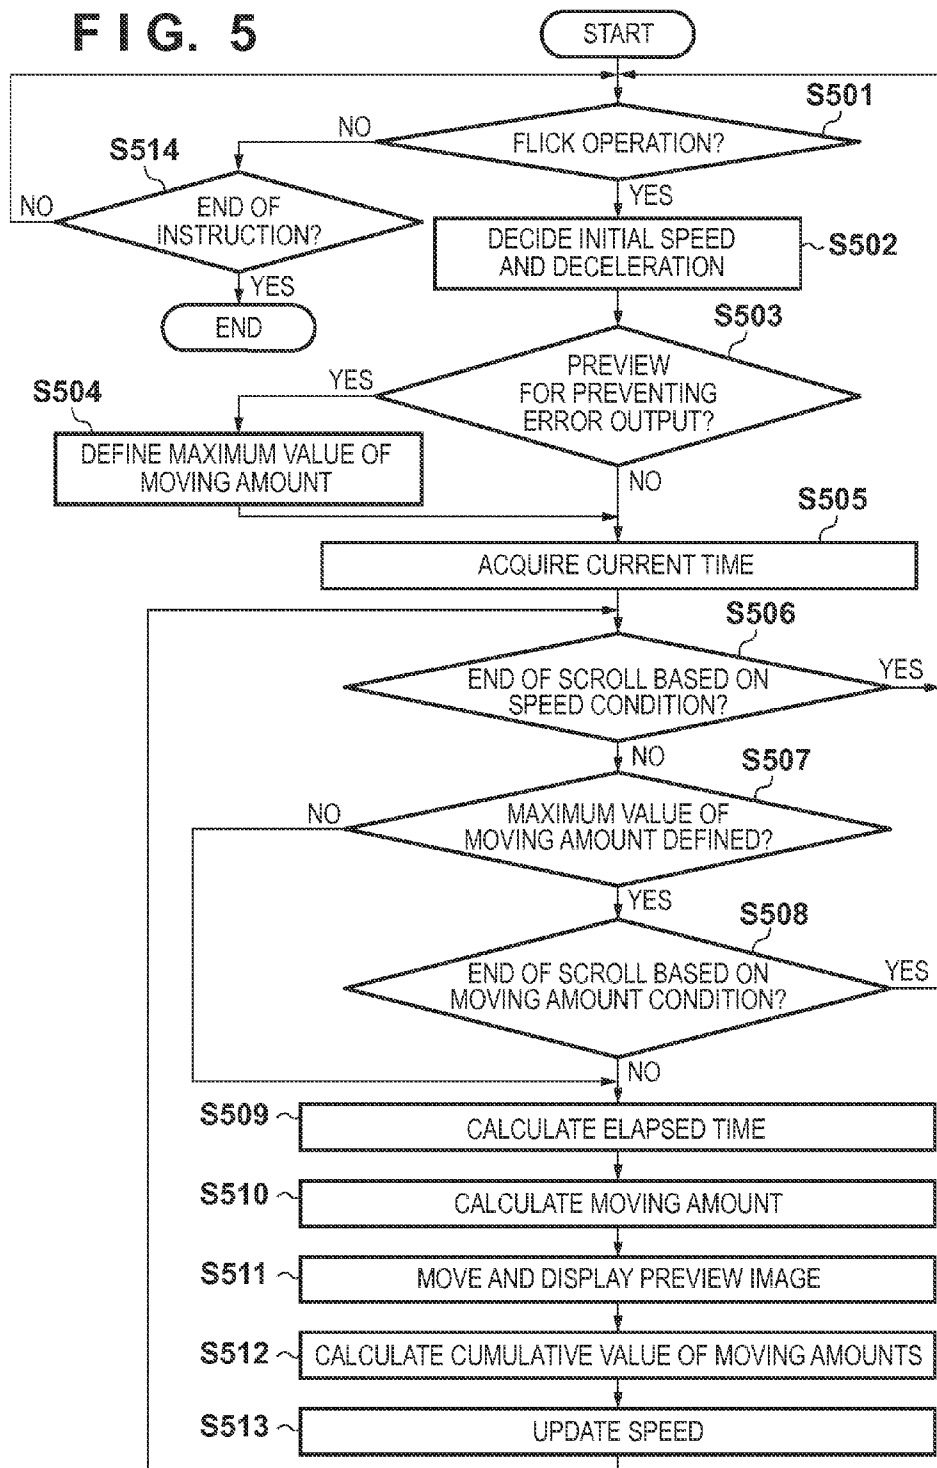 FIG. 5
START
S501
FLICK OPERATION?
NO
YES
S514
END OF
INSTRUCTION?
NO
YES
END
DECIDE INITIAL SPEED
AND DECELERATION
S502
S503
PREVIEW
FOR PREVENTING
ERROR OUTPUT?
YES
NO
S504
DEFINE MAXIMUM VALUE OF
MOVING AMOUNT
S505
ACQUIRE CURRENT TIME
S506
END OF SCROLL BASED ON
SPEED CONDITION?
YES
NO
S507
MAXIMUM VALUE OF
MOVING AMOUNT DEFINED?
NO
YES
S508
END OF SCROLL BASED ON
MOVING AMOUNT CONDITION?
YES
NO
S509
CALCULATE ELAPSED TIME
S510
CALCULATE MOVING AMOUNT
S511
MOVE AND DISPLAY PREVIEW IMAGE
S512
CALCULATE CUMULATIVE VALUE OF MOVING AMOUNTS
S513
UPDATE SPEED